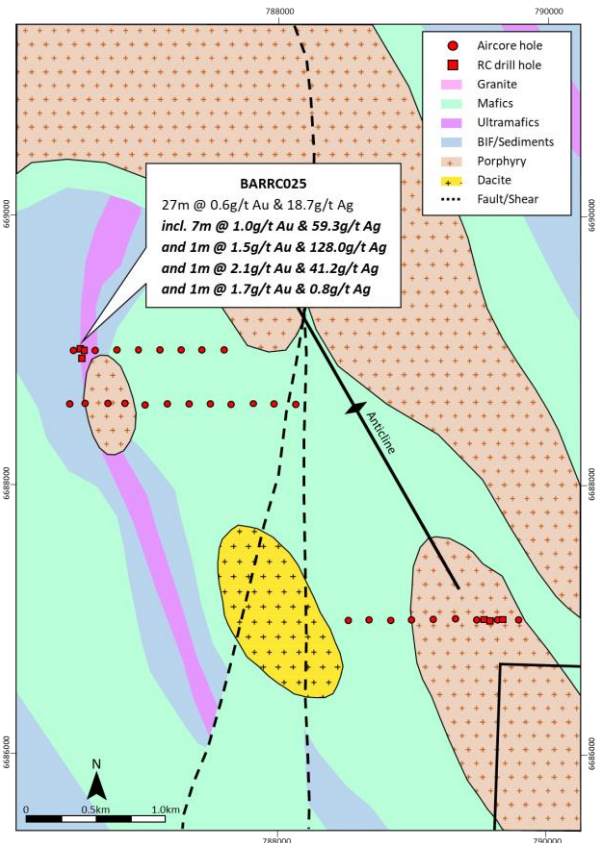 788000
790000
Aircore hole
RC drill hole
Granite
Mafics
Ultramafics
BIF/Sediments
Porphyry
Dacite
Fault/Shear
BARRC025
27m @ 0.6g/t Au & 18.7g/t Ag
incl. 7m @ 1.0g/t Au & 59.3g/t Ag
and 1m @ 1.5g/t Au & 128.0g/t Ag
and 1m @ 2.1g/t Au & 41.2g/t Ag
and 1m @ 1.7g/t Au & 0.8g/t Ag
669000
669000
Anticline
6688000
6688000
6686000
6686000
N
0 0.5km 1.0km
788000
790000